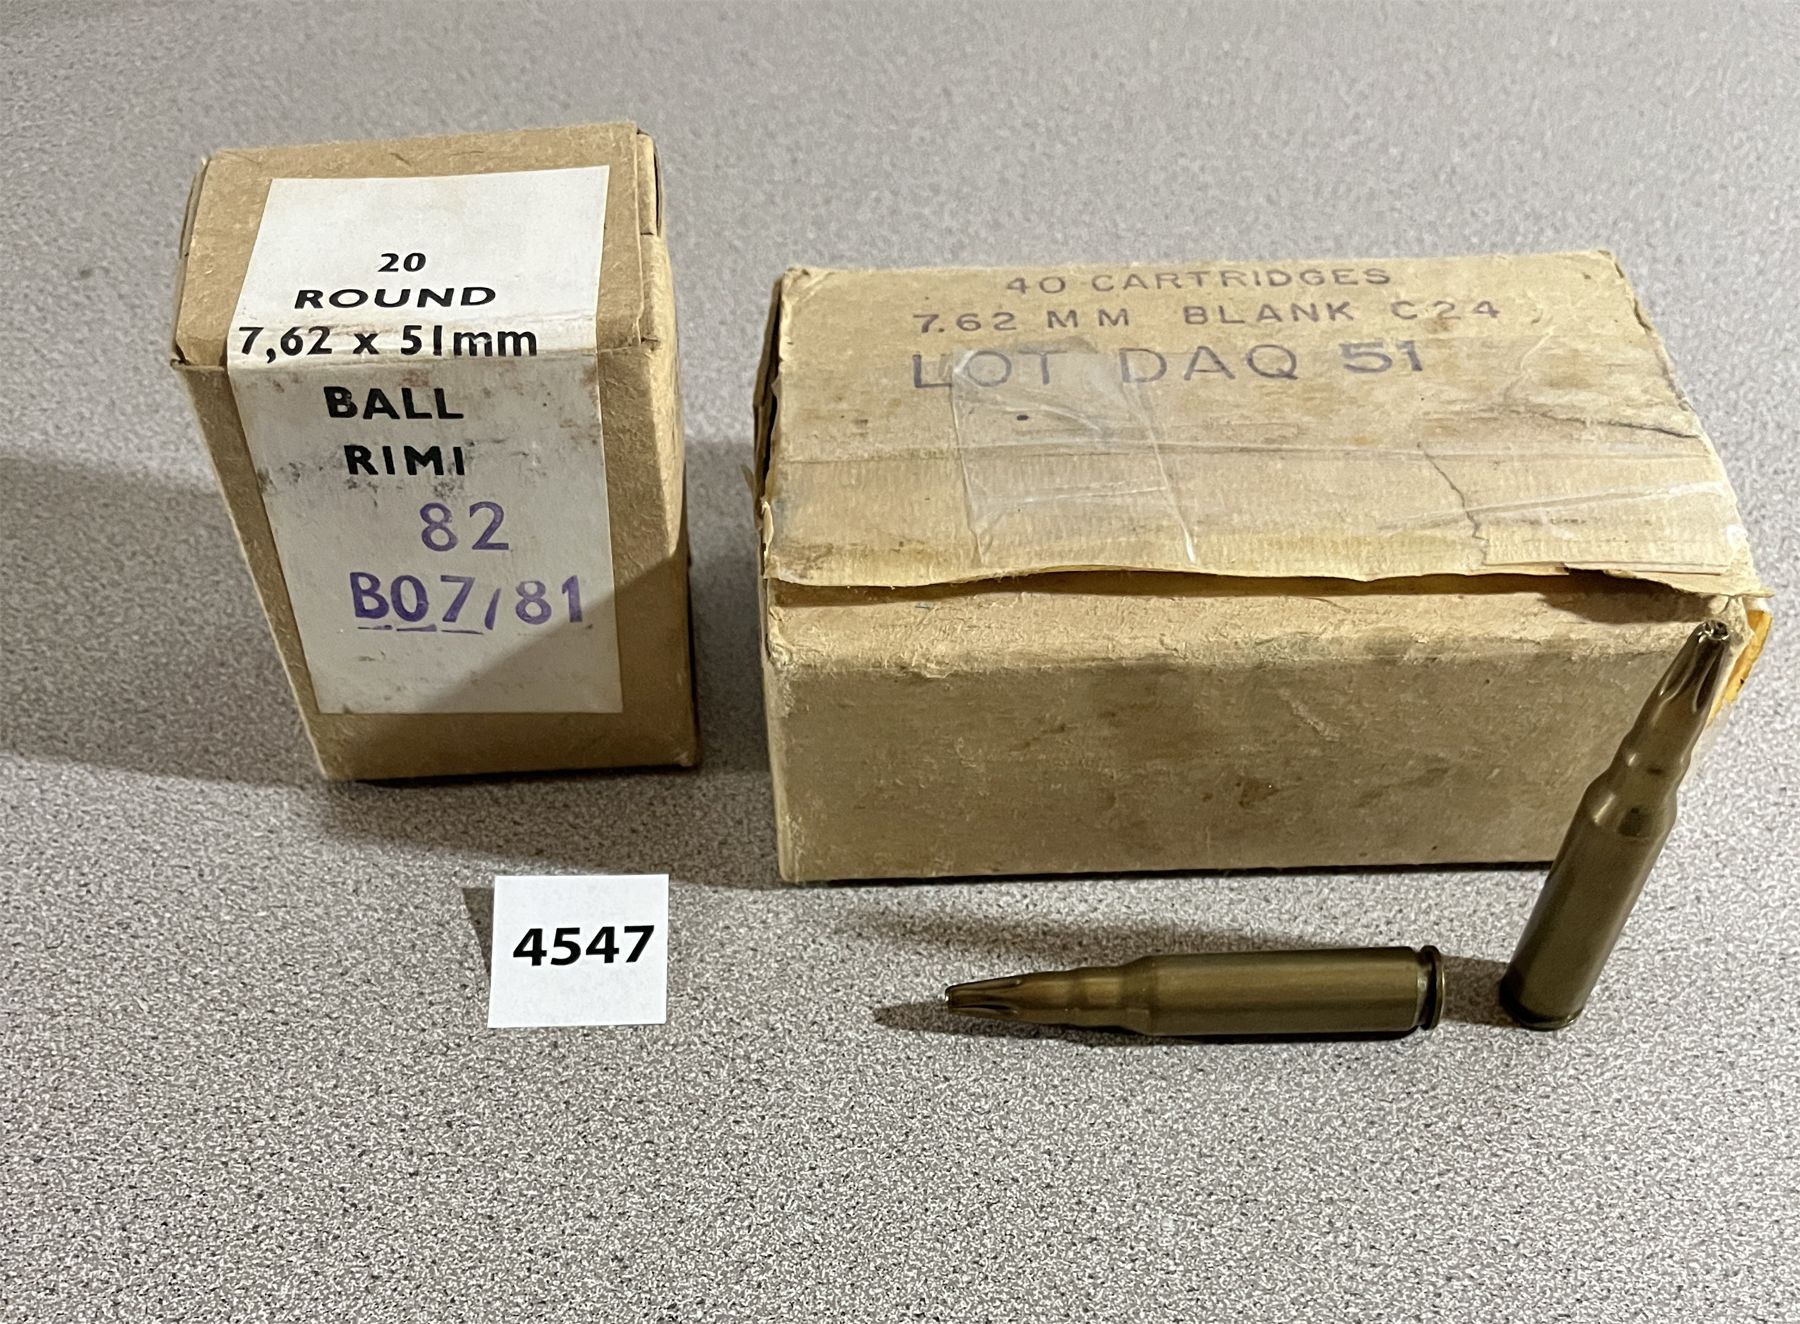 20
ROUND
7,62 x 51mm
BALL
RIMI
82
B07/81
40 CARTRIDGES
7.62 MM BLANK C24
LOT DAQ 51
4547